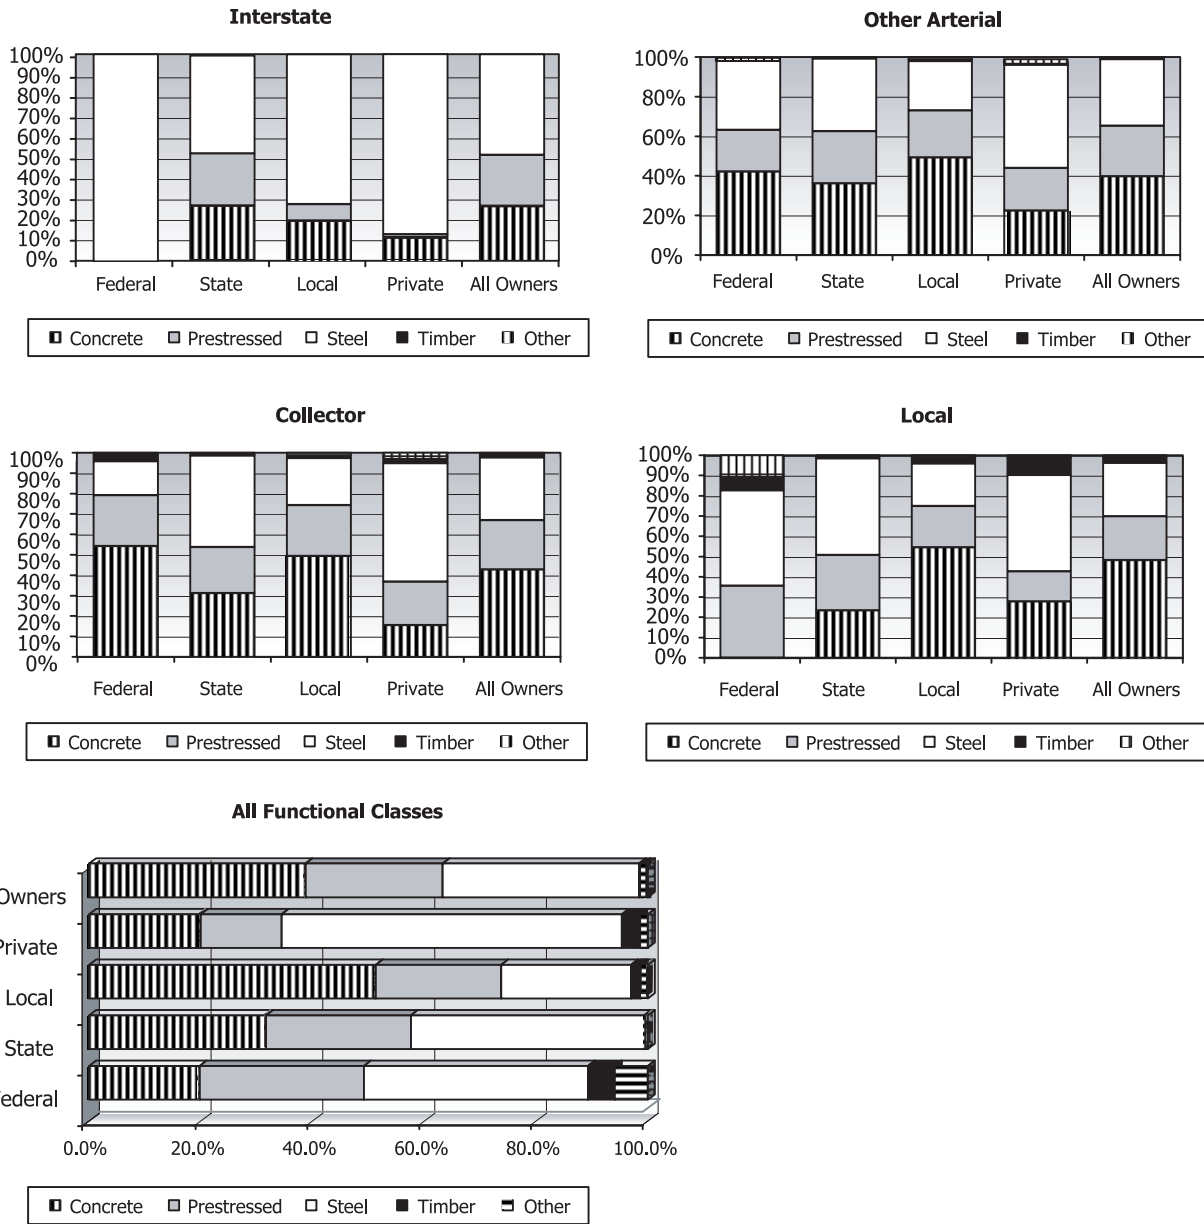 Interstate
100%
90%
80%
70%
60%
50%
40%
30%
20%
10%
0%
Federal State Local Private All Owners
Concrete Prestressed Steel Timber Other
Other Arterial
100%
80%
60%
40%
20%
0%
Federal State Local Private All Owners
Concrete Prestressed Steel Timber Other
Collector
100%
90%
80%
70%
60%
50%
40%
30%
20%
10%
0%
Federal State Local Private All Owners
Concrete Prestressed Steel Timber Other
Local
100%
90%
80%
70%
60%
50%
40%
30%
20%
10%
0%
Federal State Local Private All Owners
Concrete Prestressed Steel Timber Other
All Functional Classes
Owners
Private
Local
State
ederal
0.0% 20.0% 40.0% 60.0% 80.0% 100.0%
Concrete Prestressed Steel Timber Other